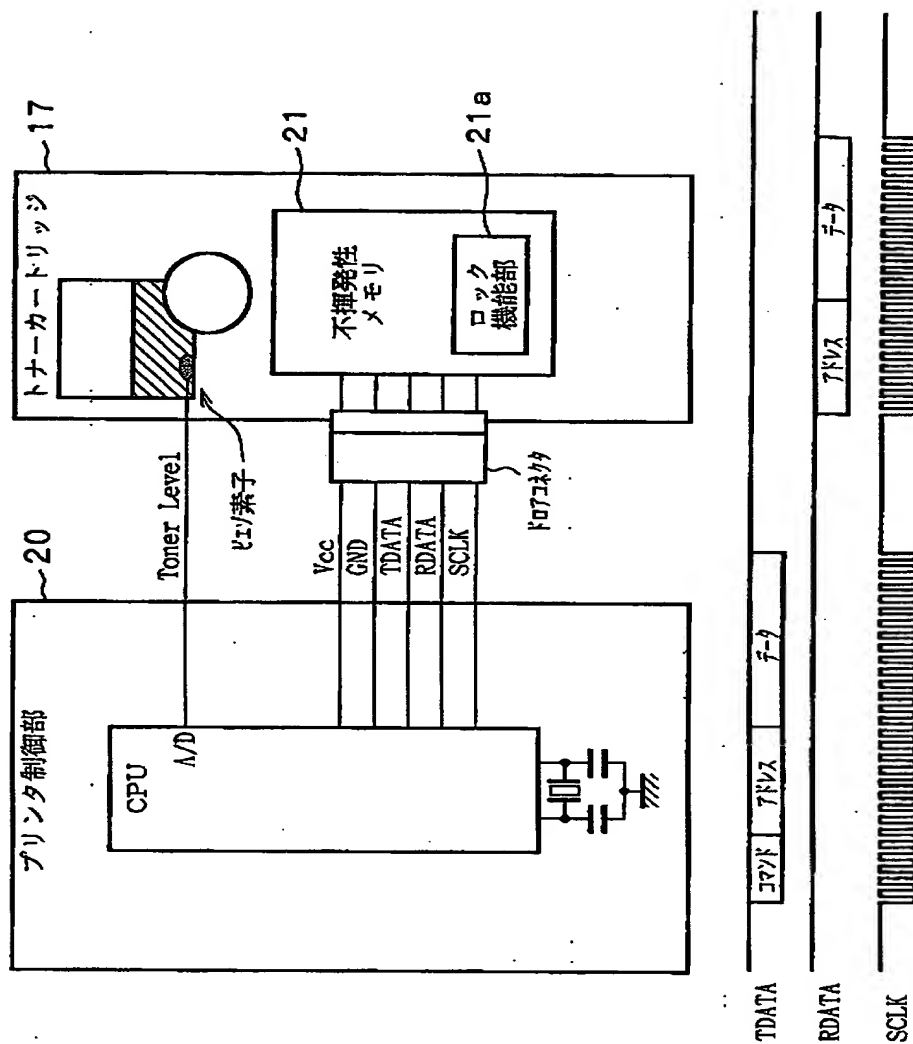 プリンタ制御部
20
CPU
A/D
Toner Level
Vcc
GND
TDATA
RDATA
SCLK
ドロアコネクタ
トナーカートリッジ
17
ピエゾ素子
21
不揮発性
メモリ
21a
ロック
機能部
TDATA
コマンド
アドレス
データ
RDATA
アドレス
データ
SCLK